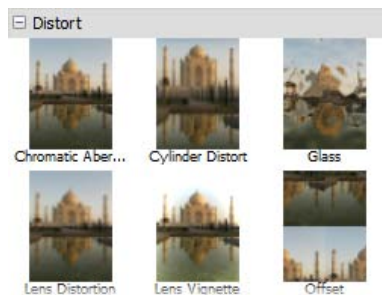 Distort
Chromatic Aber...
Cylinder Distort
Glass
Lens Distortion
Lens Vignette
Offset